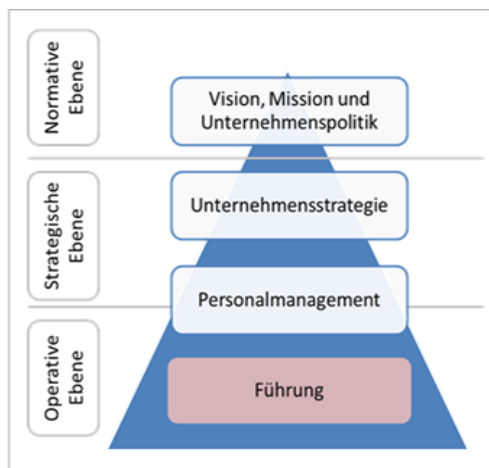 Normative
Ebene
Vision, Mission und
Unternehmenspolitik
Strategische
Ebene
Unternehmensstrategie
Personalmanagement
Operative
Ebene
Führung